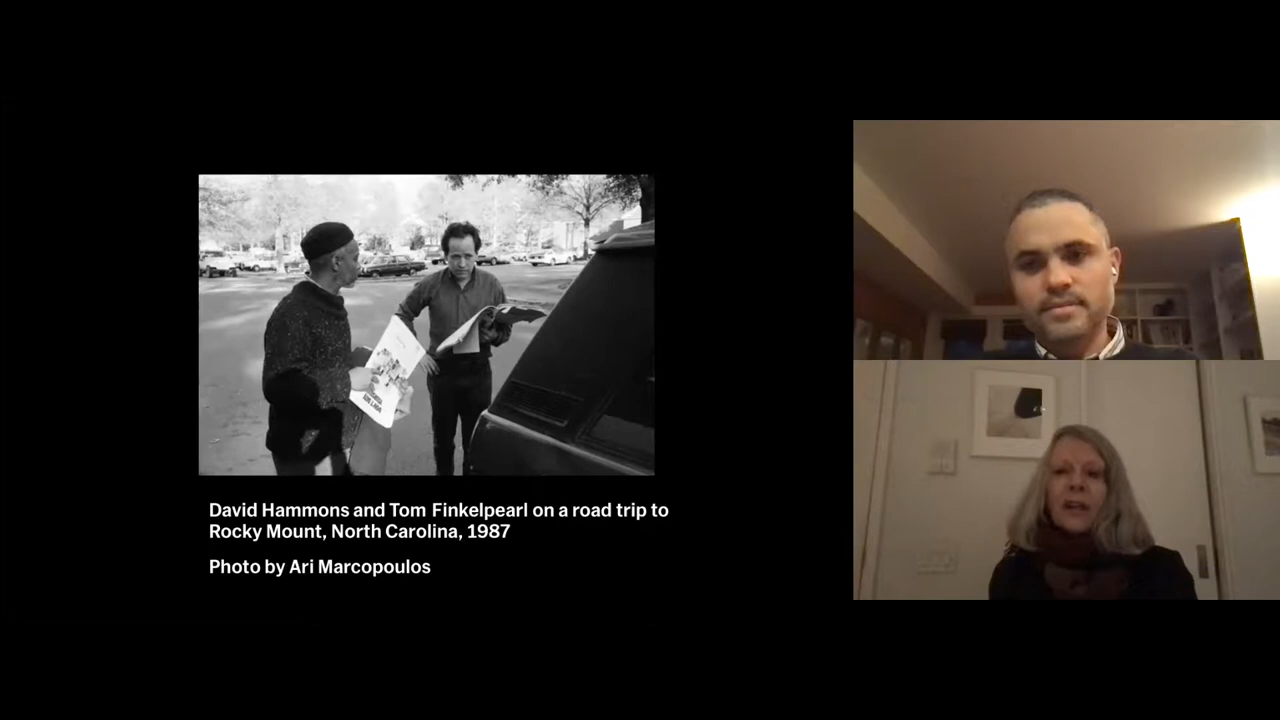 David Hammons and Tom Finkelpearl on a road trip to
Rocky Mount, North Carolina, 1987
Photo by Ari Marcopoulos